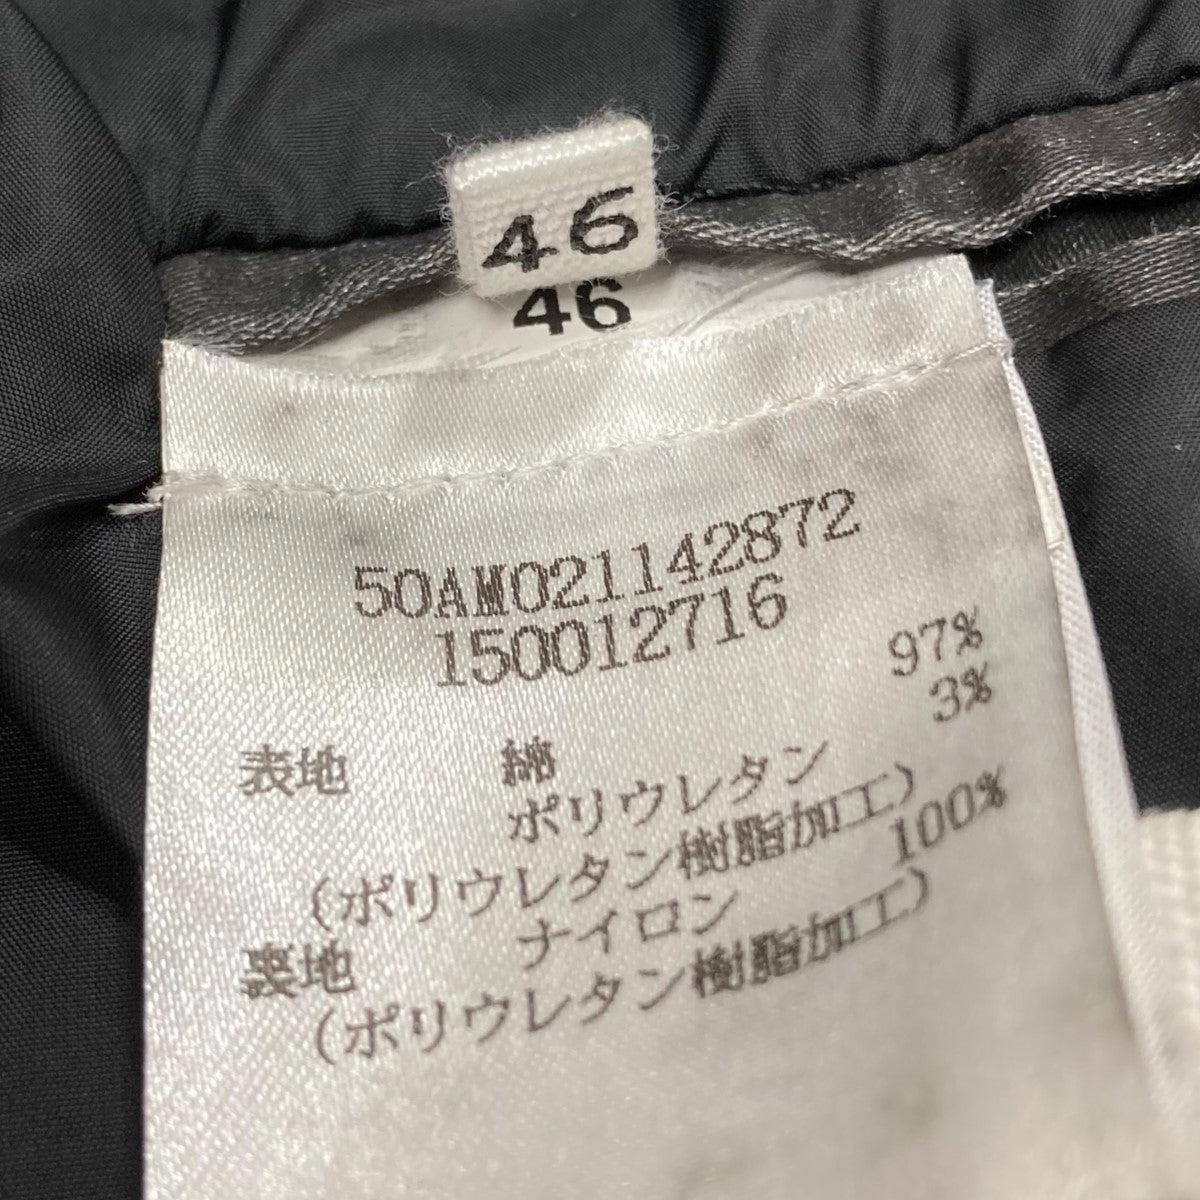 46
46
50AM021142872
150012716
表地 綿 97%
ポリウレタン 3%
(ポリウレタン樹脂加工)
裏地 ナイロン 100%
(ポリウレタン樹脂加工)